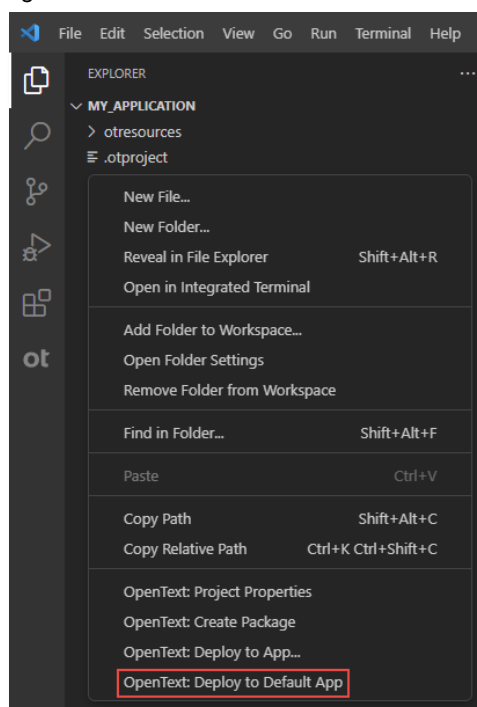 File Edit Selection View Go Run Terminal Help
EXPLORER ...
MY_APPLICATION
otresources
.otproject
New File...
New Folder...
Reveal in File Explorer Shift+Alt+R
Open in Integrated Terminal
Add Folder to Workspace...
Open Folder Settings
Remove Folder from Workspace
Find in Folder... Shift+Alt+F
Paste Ctrl+V
Copy Path Shift+Alt+C
Copy Relative Path Ctrl+K Ctrl+Shift+C
ot
OpenText: Project Properties
OpenText: Create Package
OpenText: Deploy to App...
OpenText: Deploy to Default App